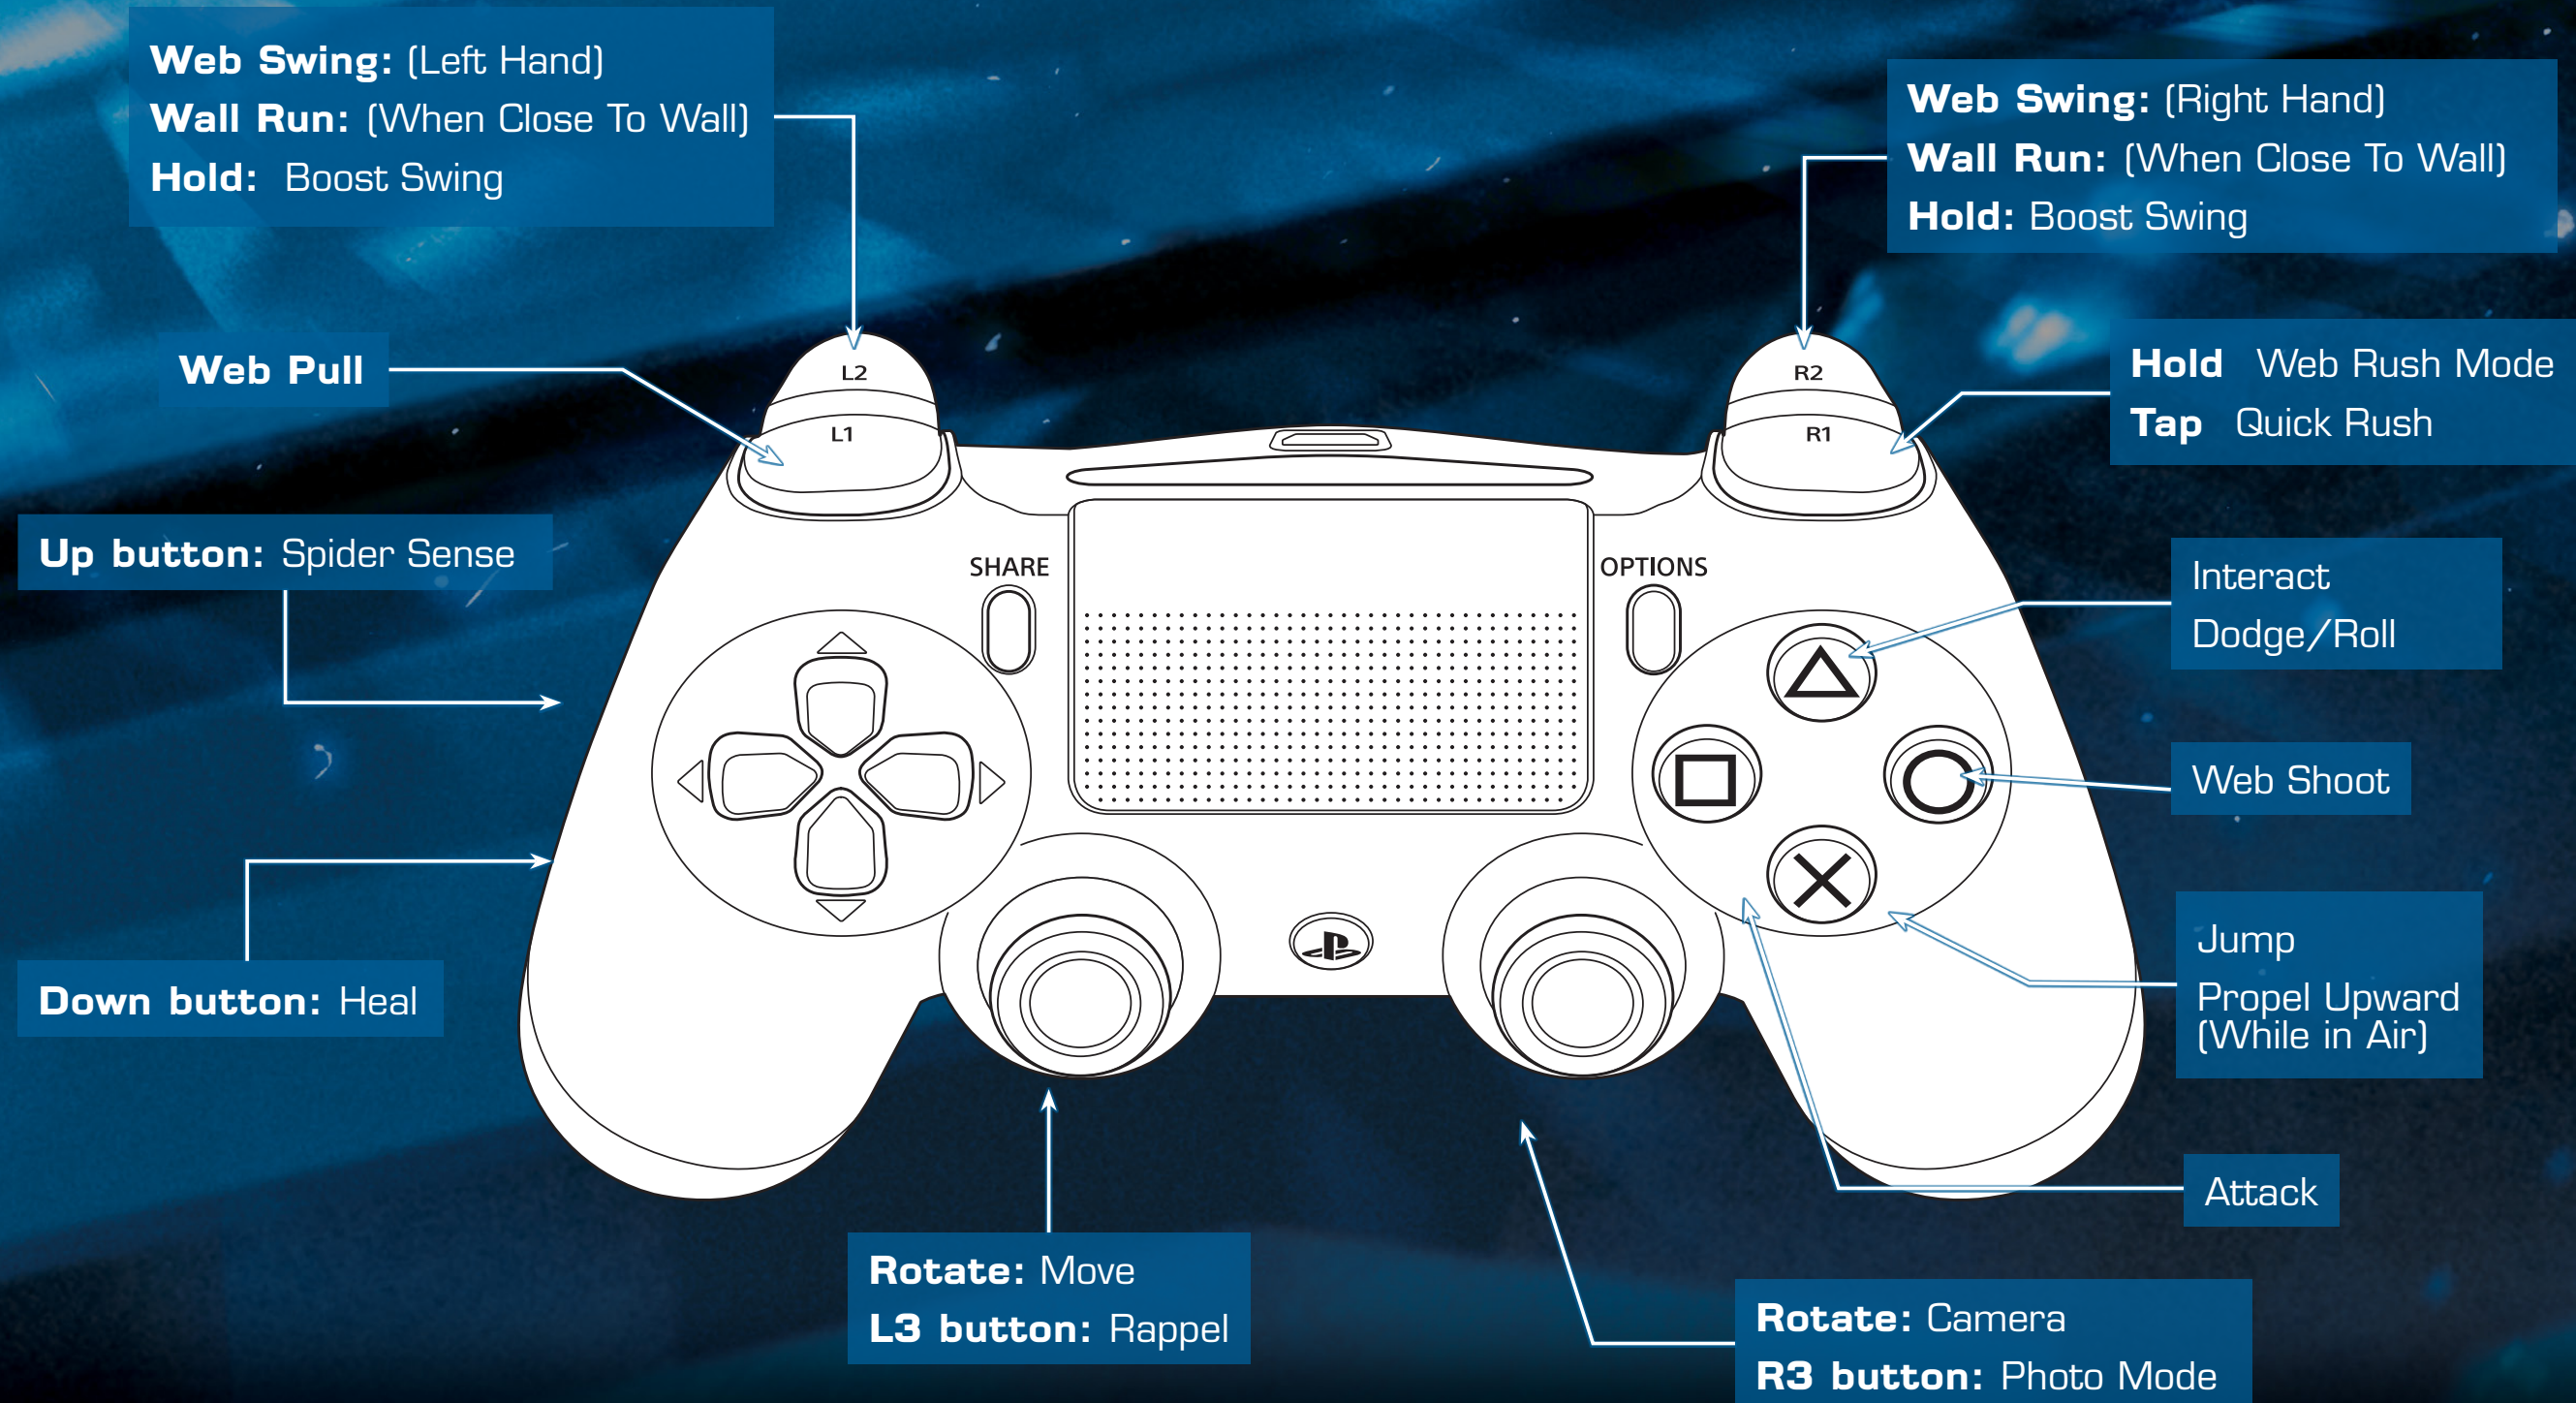 Web Swing: (Left Hand)
Wall Run: (When Close To Wall)
Hold: Boost Swing
Web Swing: (Right Hand)
Wall Run: (When Close To Wall)
Hold: Boost Swing
Web Pull
L2
L1
R2
R1
Hold Web Rush Mode
Tap Quick Rush
Up button: Spider Sense
SHARE
OPTIONS
Interact
Dodge/Roll
Web Shoot
Down button: Heal
Jump
Propel Upward
(While in Air)
Attack
Rotate: Move
L3 button: Rappel
Rotate: Camera
R3 button: Photo Mode